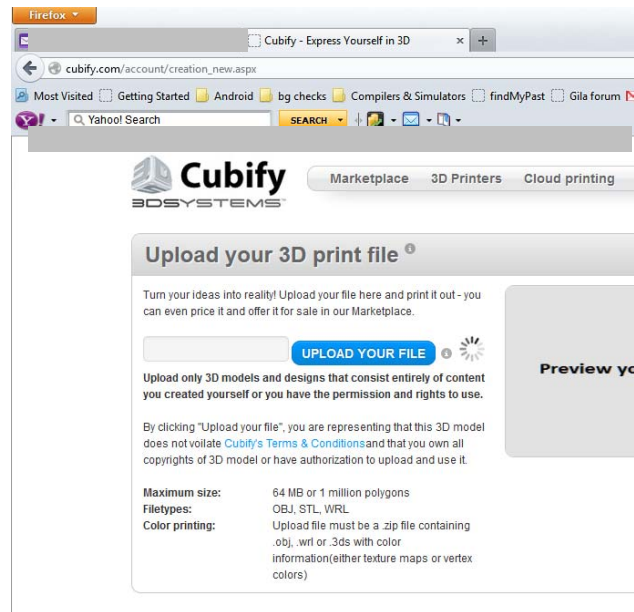 Firefox
Cubify - Express Yourself in 3D × +
cubify.com/account/creation_new.aspx
Most Visited Getting Started Android bg checks Compilers & Simulators findMyPast Gila forum
Y! Yahoo! Search SEARCH
Cubify
3DSYSTEMS
Marketplace 3D Printers Cloud printing
Upload your 3D print file
Turn your ideas into reality! Upload your file here and print it out - you
can even price it and offer it for sale in our Marketplace.
UPLOAD YOUR FILE
Preview yo
Upload only 3D models and designs that consist entirely of content
you created yourself or you have the permission and rights to use.
By clicking "Upload your file", you are representing that this 3D model
does not voilate Cubify's Terms & Conditionsand that you own all
copyrights of 3D model or have authorization to upload and use it.
Maximum size: 64 MB or 1 million polygons
Filetypes: OBJ, STL, WRL
Color printing: Upload file must be a .zip file containing
.obj, .wrl or .3ds with color
information(either texture maps or vertex
colors)